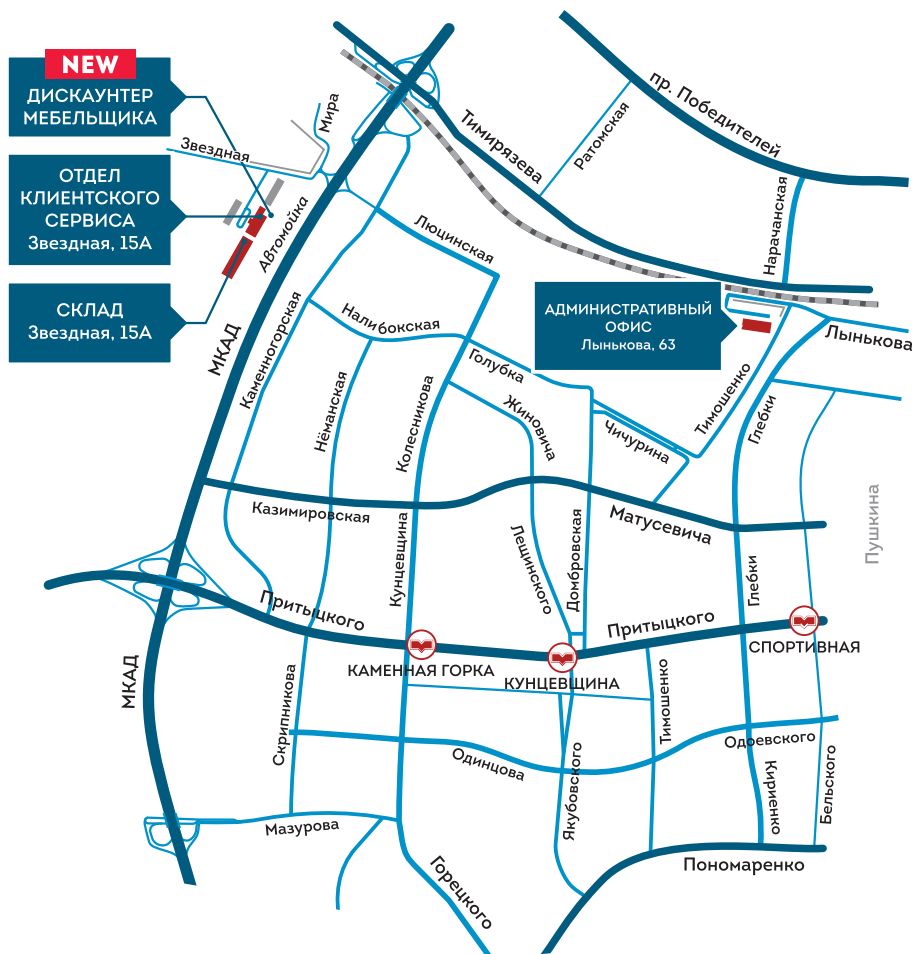 NEW
ДИСКАУНТЕР
МЕБЕЛЬЩИКА
ОТДЕЛ
КЛИЕНТСКОГО
СЕРВИСА
Звездная, 15А
СКЛАД
Звездная, 15А
Звездная
Мира
Автомойка
МКАД
Тимирязева
Ратомская
пр. Победителей
Нарачанская
Люцинская
АДМИНИСТРАТИВНЫЙ
ОФИС
Лынькова, 63
Лынькова
Каменногорская
Налибокская
Голубка
Нёманская
Колесникова
Жиновича
Чичурина
Тимошенко
Глебки
Пушкина
Казимировская
Матусевича
Кунцевщина
Лещинского
Домбровская
Глебки
Притыцкого
Притыцкого
КАМЕННАЯ ГОРКА
КУНЦЕВЩИНА
СПОРТИВНАЯ
МКАД
Скрипникова
Тимошенко
Одинцова
Одоевского
Якубовского
Кириенко
Бельского
Мазурова
Горецкого
Пономаренко